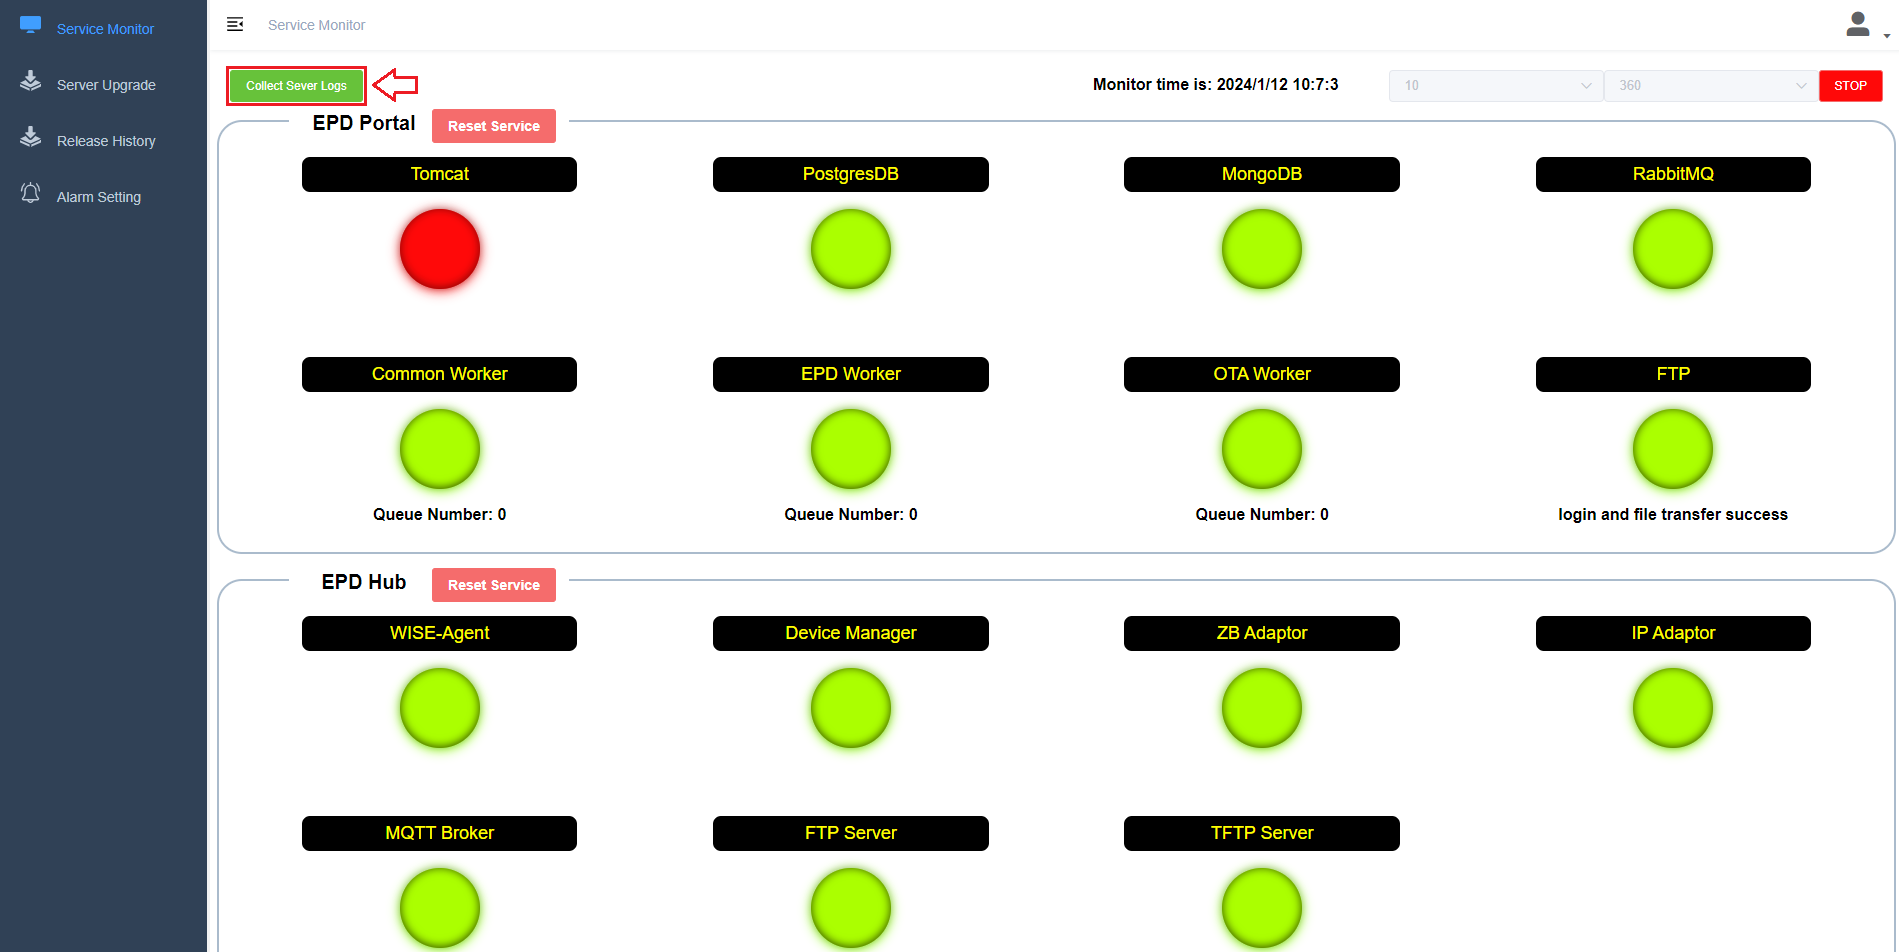 Service Monitor
Server Upgrade
Release History
Alarm Setting
Service Monitor
Collect Sever Logs
Monitor time is: 2024/1/12 10:7:3
10
360
STOP
EPD Portal
Reset Service
Tomcat
PostgresDB
MongoDB
RabbitMQ
Common Worker
EPD Worker
OTA Worker
FTP
Queue Number: 0
Queue Number: 0
Queue Number: 0
login and file transfer success
EPD Hub
Reset Service
WISE-Agent
Device Manager
ZB Adaptor
IP Adaptor
MQTT Broker
FTP Server
TFTP Server